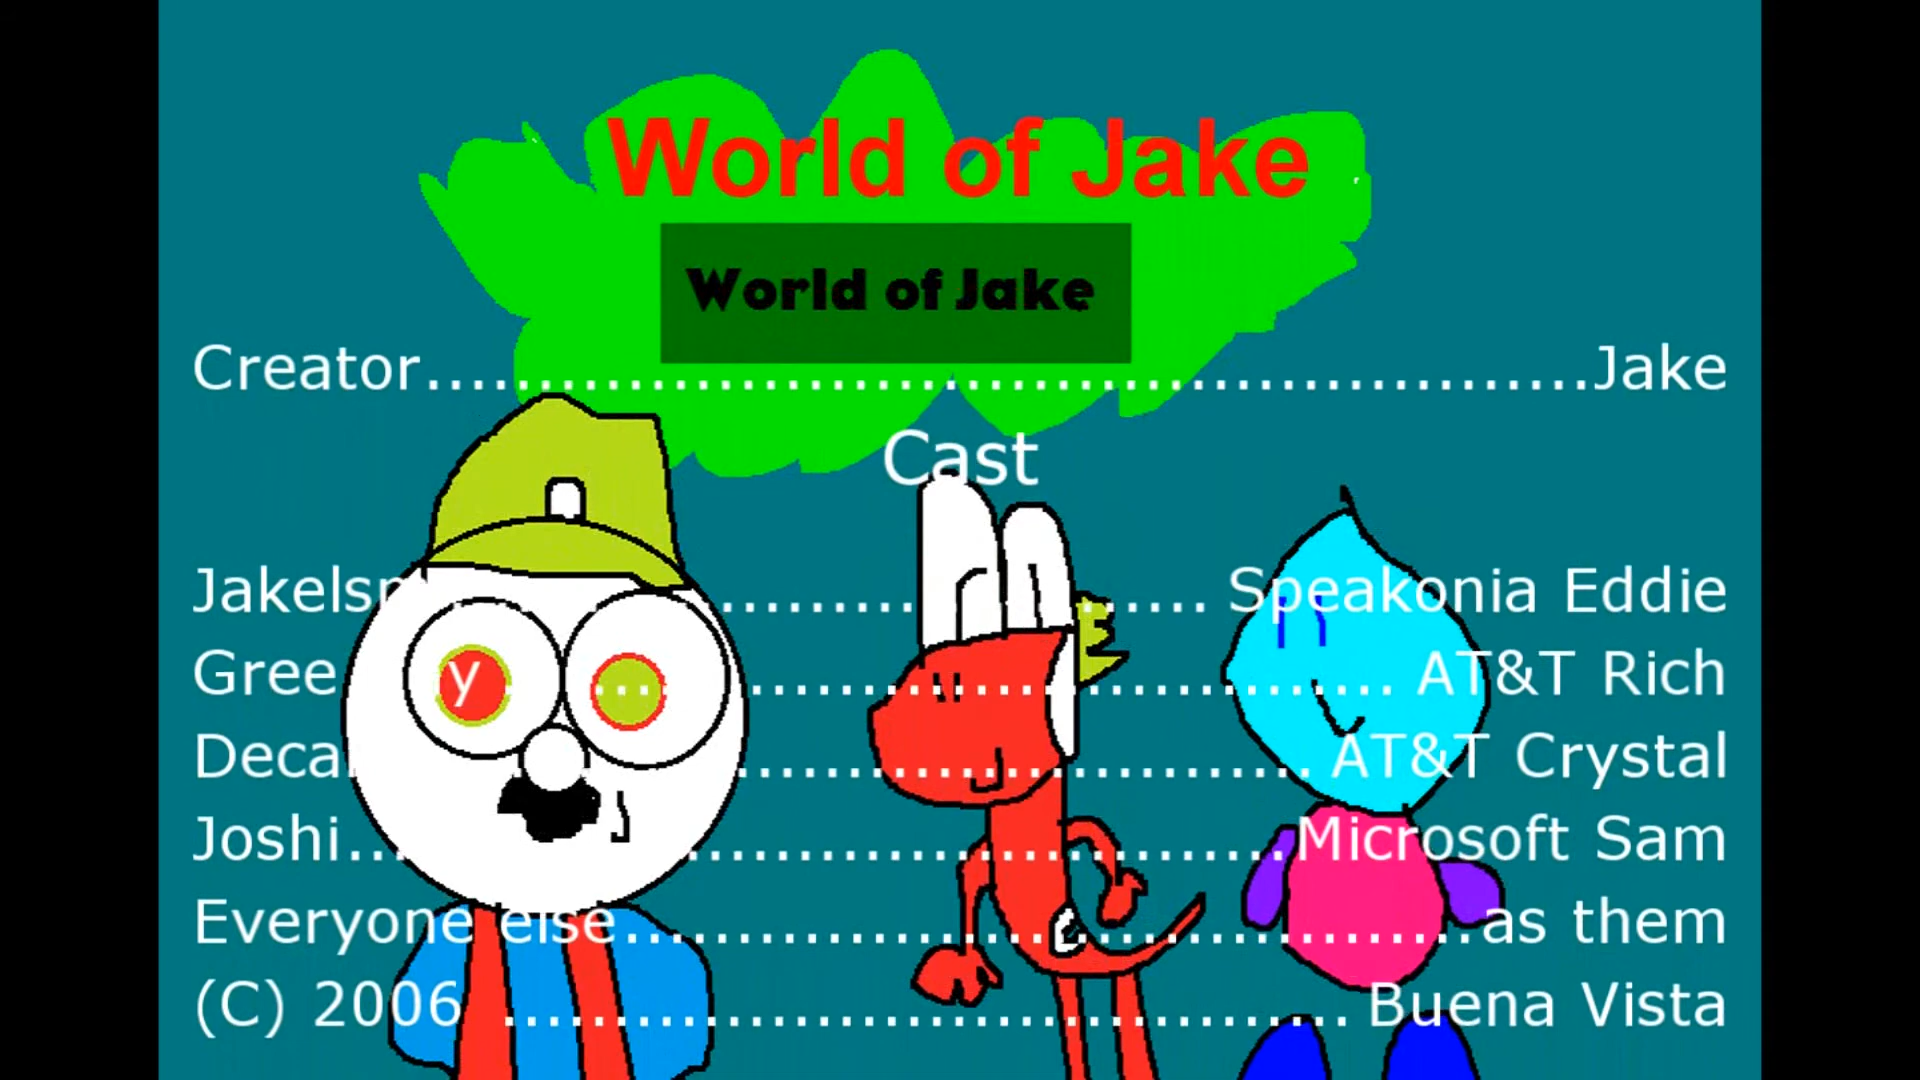 World of Jake
World of Jake
Creator....................................................Jake
Cast
................ Speakonia Eddie
y ................................ AT&T Rich
.......................... AT&T Crystal
Joshi..............................Microsoft Sam
Everyone else......................................as them
(C) 2006 ...................................... Buena Vista